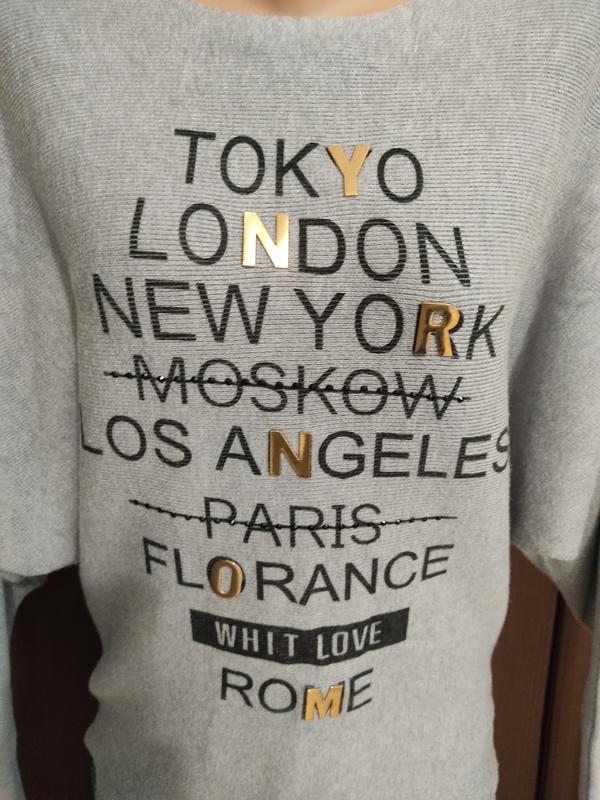 TOKYO
LONDON
NEW YORK
MOSKOW
LOS ANGELES
PARIS
FLORANCE
WHIT LOVE
ROME